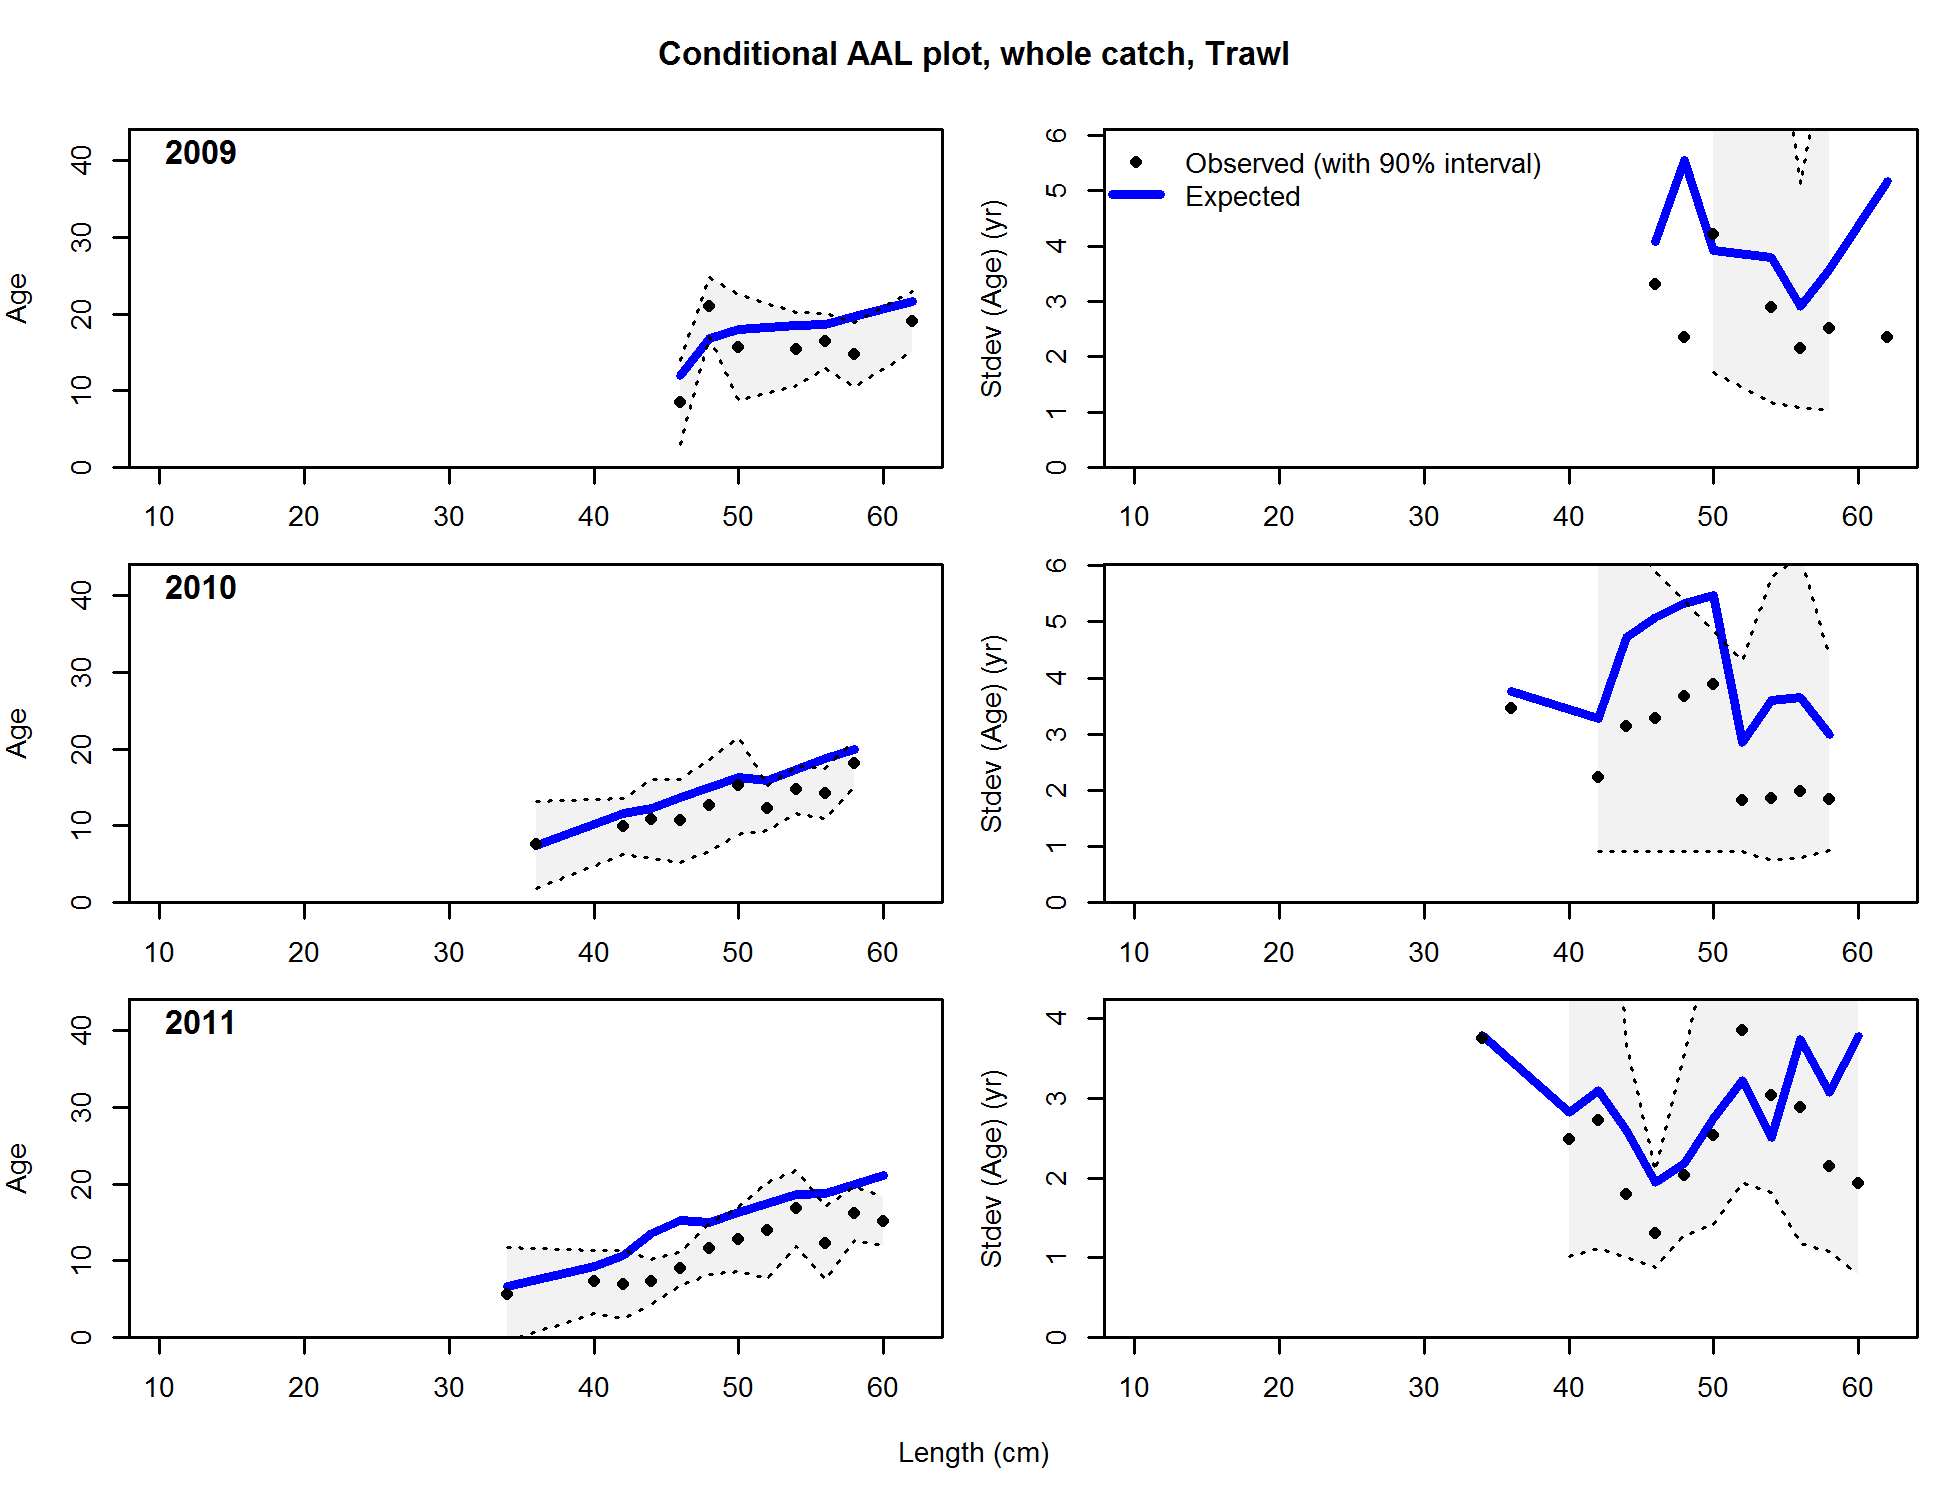 Conditional AAL plot, whole catch, Trawl
2009
Age
0 10 20 30 40
10 20 30 40 50 60
Observed (with 90% interval)
Expected
Stdev (Age) (yr)
0 1 2 3 4 5 6
10 20 30 40 50 60
2010
Age
0 10 20 30 40
10 20 30 40 50 60
Stdev (Age) (yr)
0 1 2 3 4 5 6
10 20 30 40 50 60
2011
Age
0 10 20 30 40
10 20 30 40 50 60
Stdev (Age) (yr)
0 1 2 3 4
10 20 30 40 50 60
Length (cm)